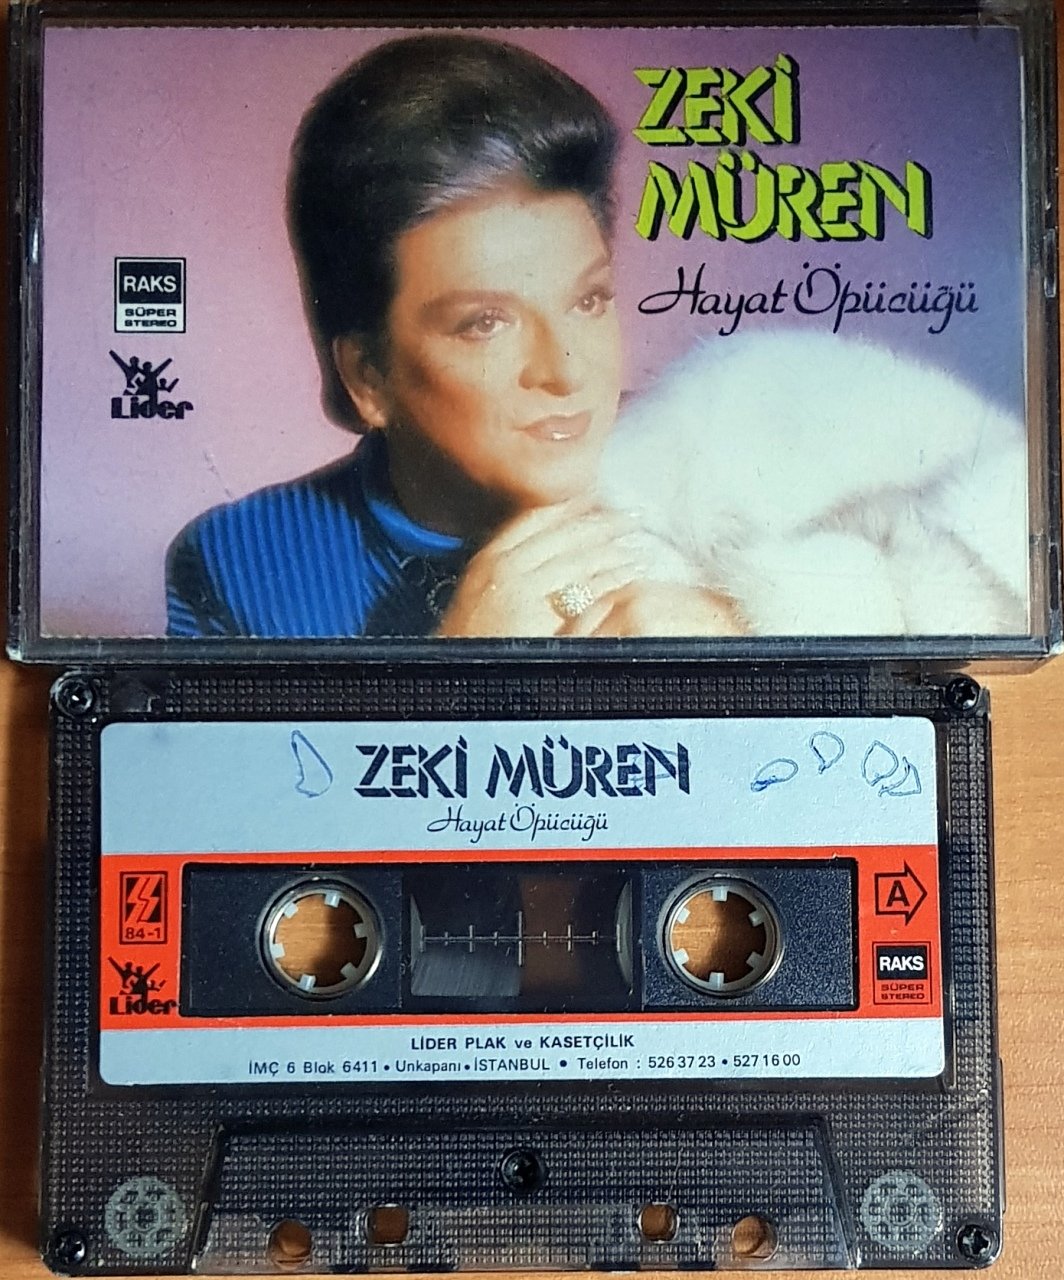 ZEKİ
MÜREN
Hayat Öpücüğü
RAKS
SÜPER
STEREO
Lider
ZEKİ MÜREN
Hayat Öpücüğü
84-1
A
Lider
RAKS
SÜPER
STEREO
LİDER PLAK ve KASETÇİLİK
İMÇ 6 Blok 6411 • Unkapanı • İSTANBUL • Telefon : 526 37 23 • 527 16 00